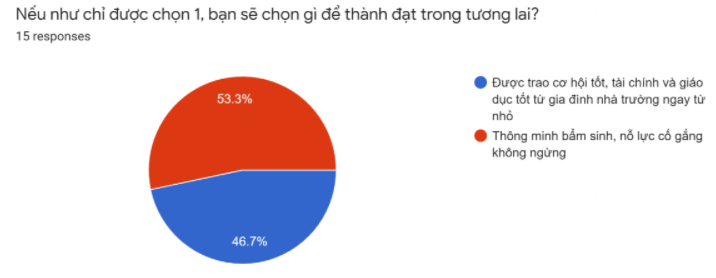 Nếu như chỉ được chọn 1, bạn sẽ chọn gì để thành đạt trong tương lai?
15 responses
53.3%
46.7%
Được trao cơ hội tốt, tài chính và giáo
dục tốt từ gia đình nhà trường ngay từ
nhỏ
Thông minh bẩm sinh, nỗ lực cố gắng
không ngừng